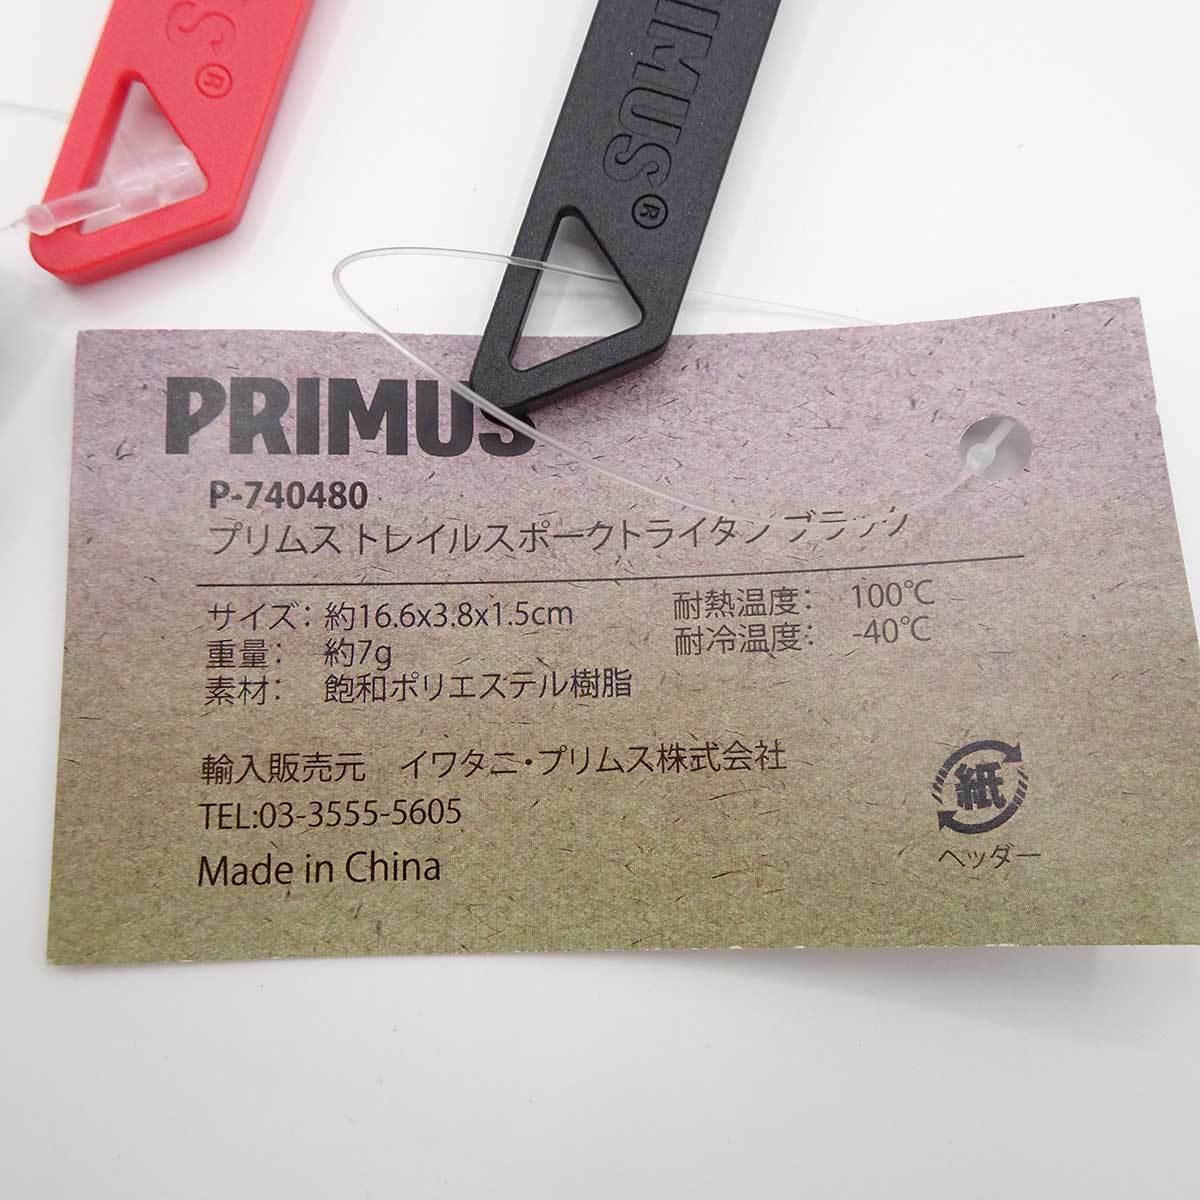 S®
IMUS®
PRIMUS
P-740480
プリムス トレイルスポークトライタン ブラック
サイズ： 約16.6x3.8x1.5cm
重量： 約7g
素材： 飽和ポリエステル樹脂
耐熱温度： 100℃
耐冷温度： -40℃
輸入販売元 イワタニ・プリムス株式会社
TEL:03-3555-5605
Made in China
紙
ヘッダー